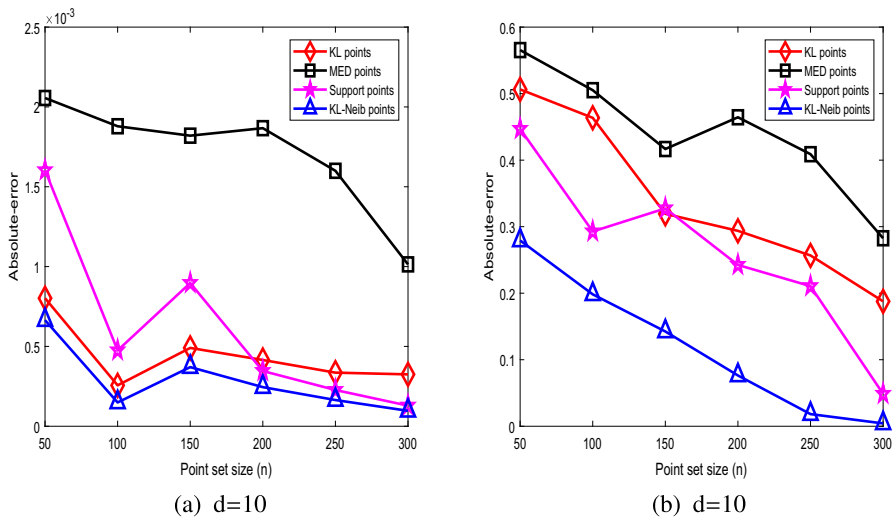 ×10-3
2.5
2
1.5
1
0.5
0
50
100
150
200
250
300
Absolute-error
Point set size (n)
KL points
MED points
Support points
KL-Neib points
(a) d=10
0.6
0.5
0.4
0.3
0.2
0.1
0
50
100
150
200
250
300
Absolute-error
Point set size (n)
KL points
MED points
Support points
KL-Neib points
(b) d=10